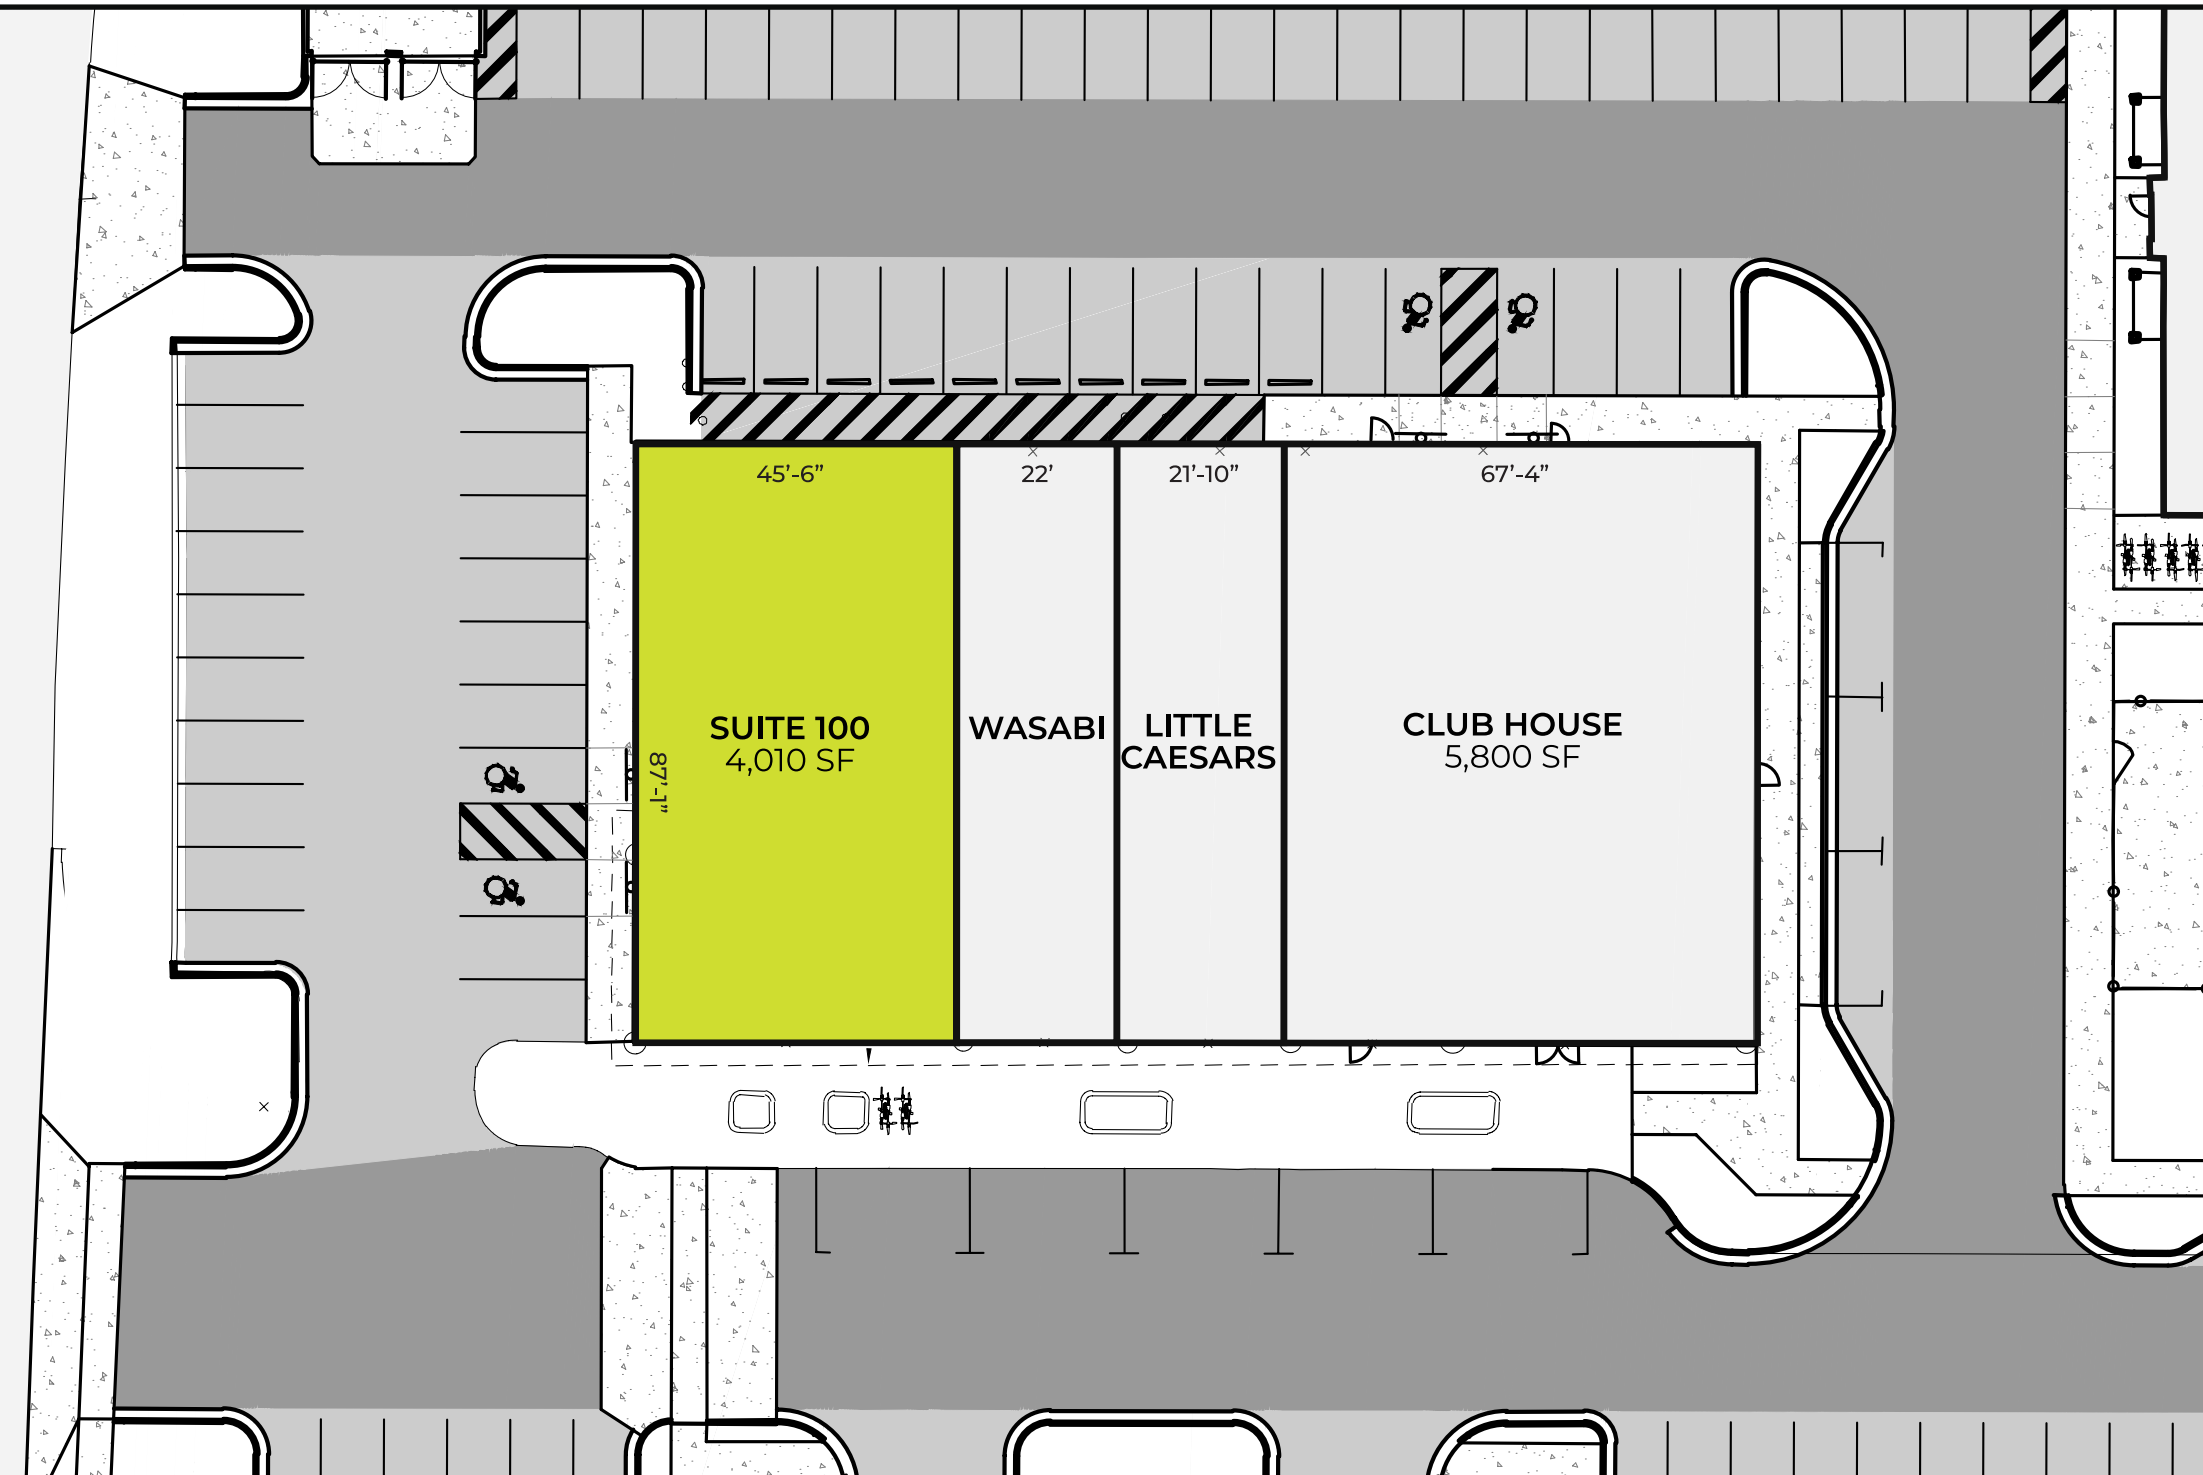 45'-6”
22'
21'-10”
67'-4”
SUITE 100
4,010 SF
87'-1”
WASABI
LITTLE
CAESARS
CLUB HOUSE
5,800 SF